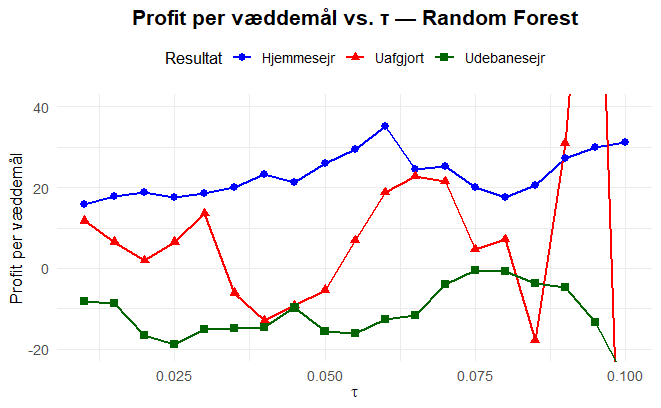 Profit per væddemål vs. τ — Random Forest
Resultat Hjemmesejr Uafgjort Udebanesejr
Profit per væddemål
40
20
0
-20
0.025 0.050 0.075 0.100
τ